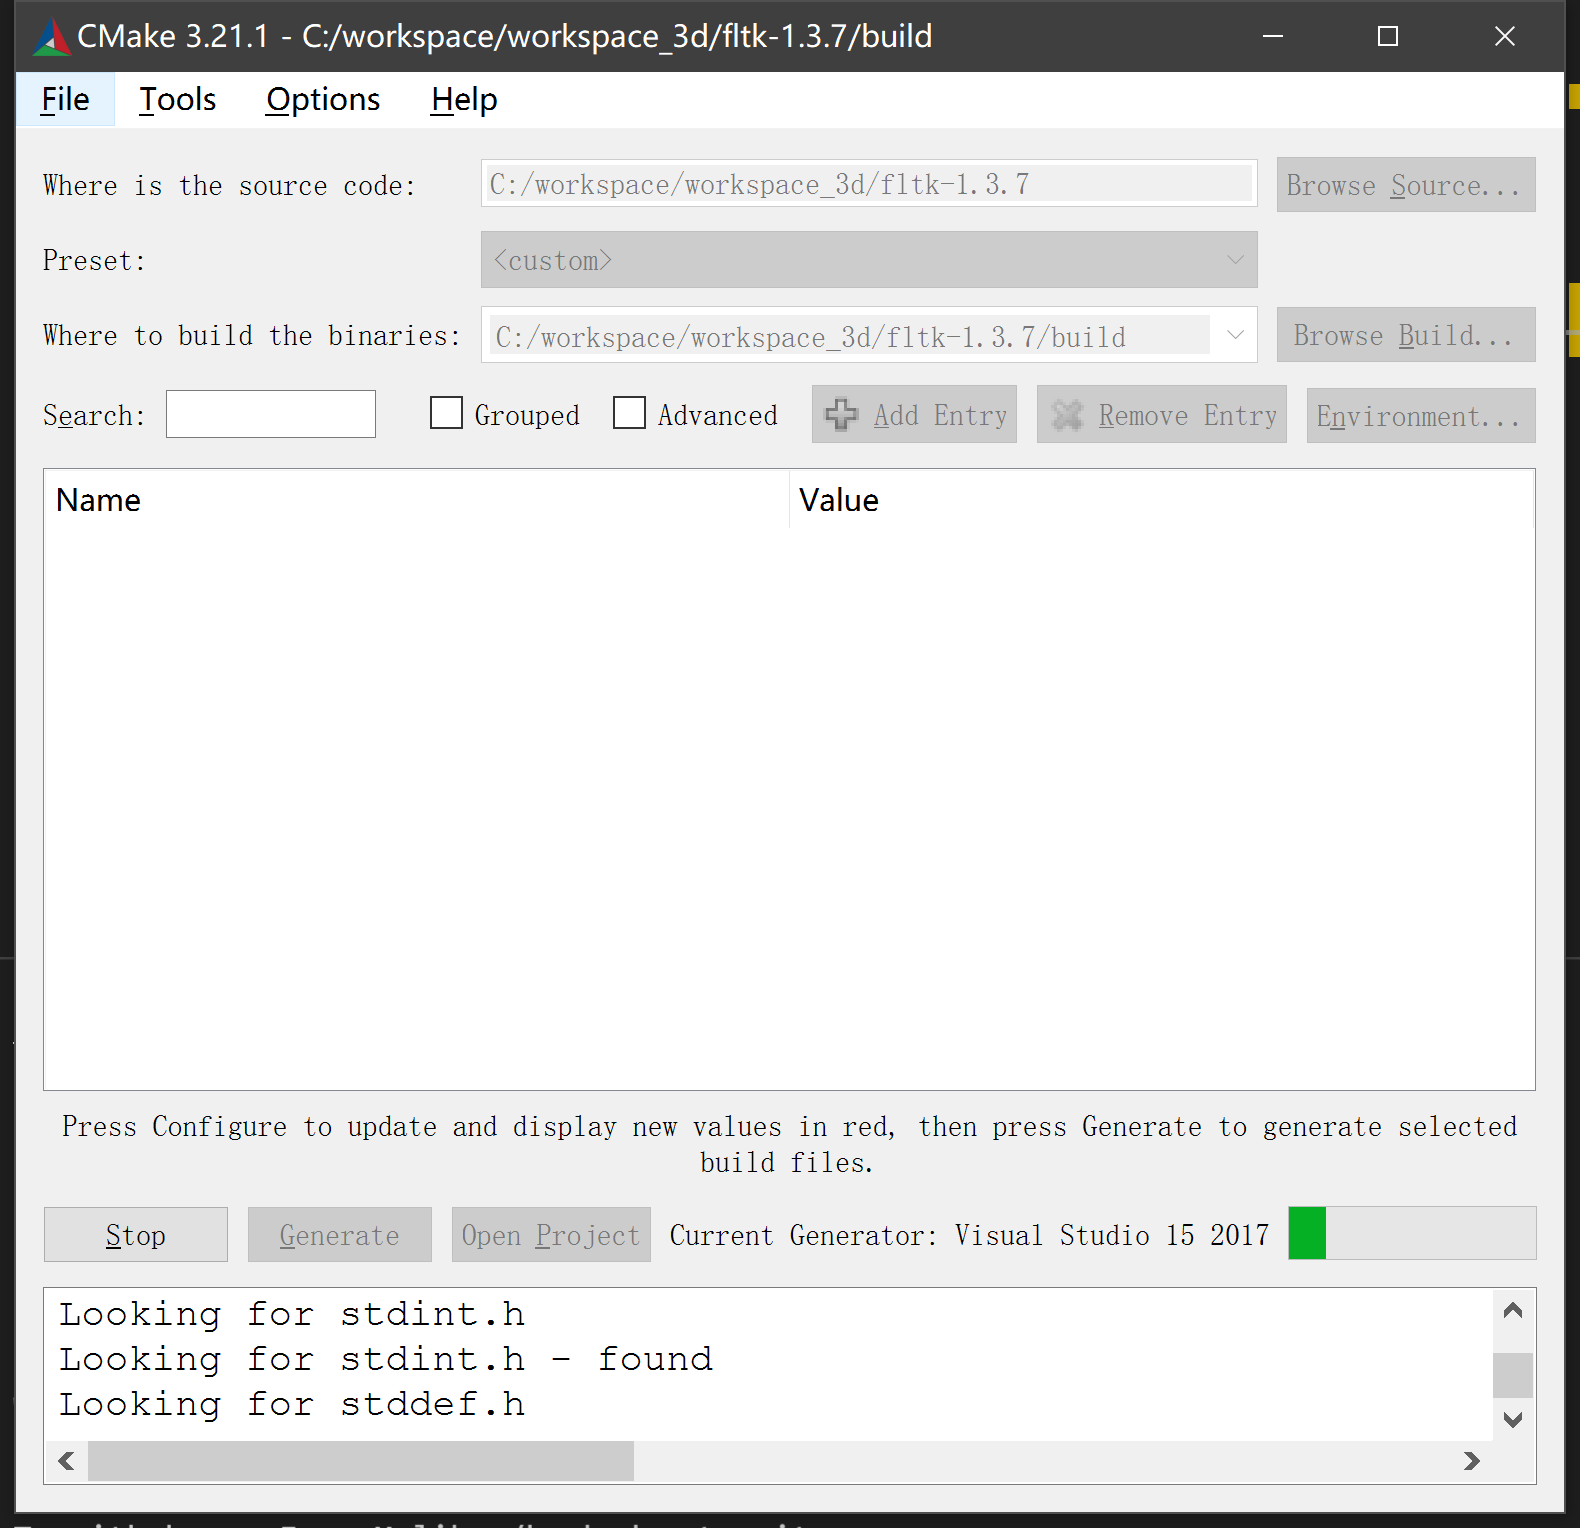 CMake 3.21.1 - C:/workspace/workspace_3d/fltk-1.3.7/build
File Tools Options Help
Where is the source code: C:/workspace/workspace_3d/fltk-1.3.7 Browse Source...
Preset: <custom>
Where to build the binaries: C:/workspace/workspace_3d/fltk-1.3.7/build Browse Build...
Search: Grouped Advanced Add Entry Remove Entry Environment...
Name Value
Press Configure to update and display new values in red, then press Generate to generate selected
build files.
Stop Generate Open Project Current Generator: Visual Studio 15 2017
Looking for stdint.h
Looking for stdint.h - found
Looking for stddef.h